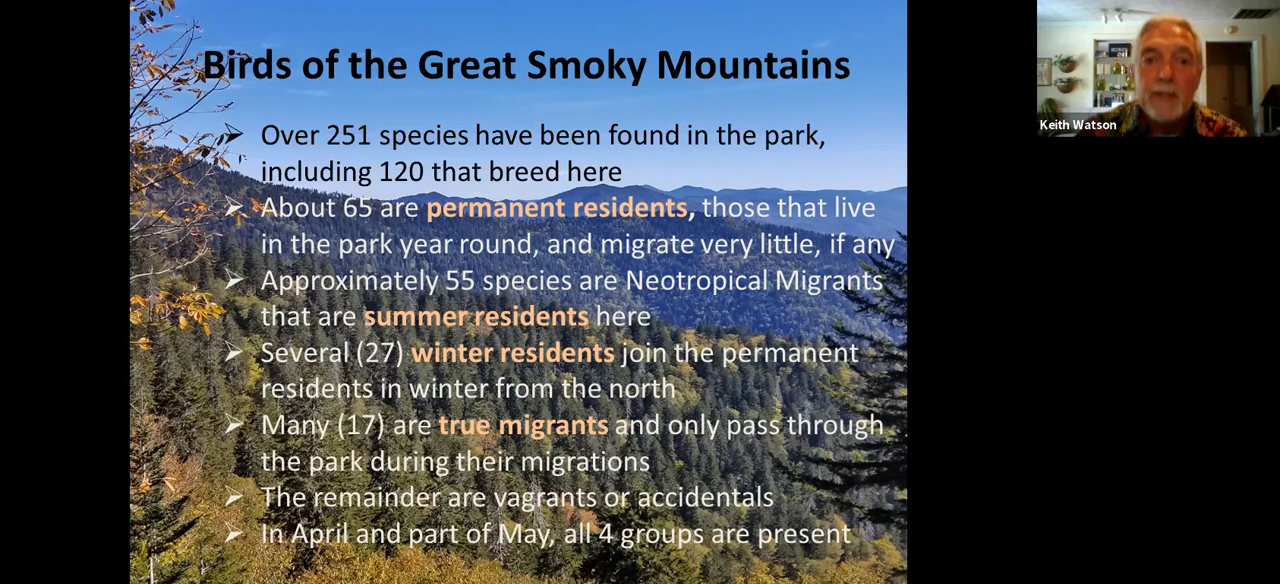 Birds of the Great Smoky Mountains
➢ Over 251 species have been found in the park,
including 120 that breed here
➢ About 65 are permanent residents, those that live
in the park year round, and migrate very little, if any
➢ Approximately 55 species are Neotropical Migrants
that are summer residents here
➢ Several (27) winter residents join the permanent
residents in winter from the north
➢ Many (17) are true migrants and only pass through
the park during their migrations
➢ The remainder are vagrants or accidentals
➢ In April and part of May, all 4 groups are present
Keith Watson